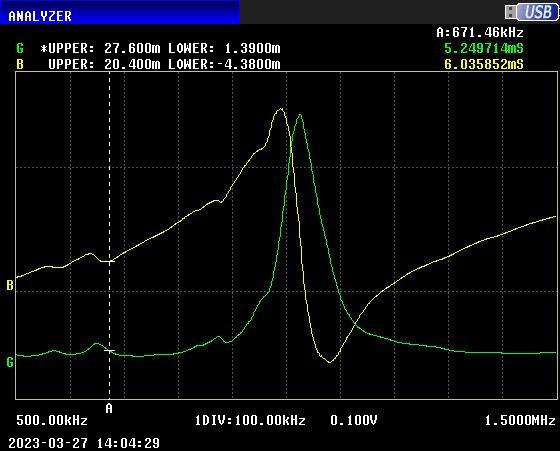 ANALYZER USB
A:671.46kHz
G *UPPER: 27.600m LOWER: 1.3900m 5.249714mS
B UPPER: 20.400m LOWER:-4.3800m 6.035852mS
B
G
A
500.00kHz 1DIV:100.00kHz 0.100V 1.5000MHz
2023-03-27 14:04:29